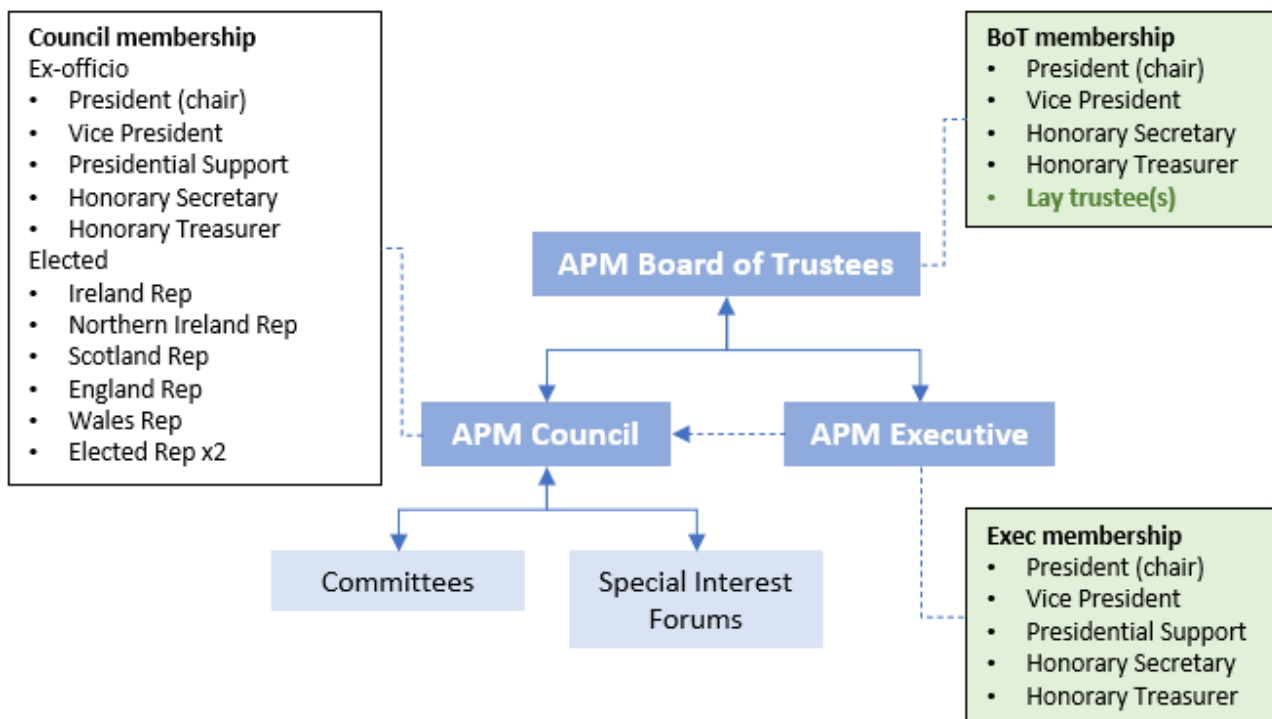 Council membership
Ex-officio
• President (chair)
• Vice President
• Presidential Support
• Honorary Secretary
• Honorary Treasurer
Elected
• Ireland Rep
• Northern Ireland Rep
• Scotland Rep
• England Rep
• Wales Rep
• Elected Rep x2
BoT membership
• President (chair)
• Vice President
• Honorary Secretary
• Honorary Treasurer
• Lay trustee(s)
APM Board of Trustees
APM Council
APM Executive
Committees
Special Interest
Forums
Exec membership
• President (chair)
• Vice President
• Presidential Support
• Honorary Secretary
• Honorary Treasurer